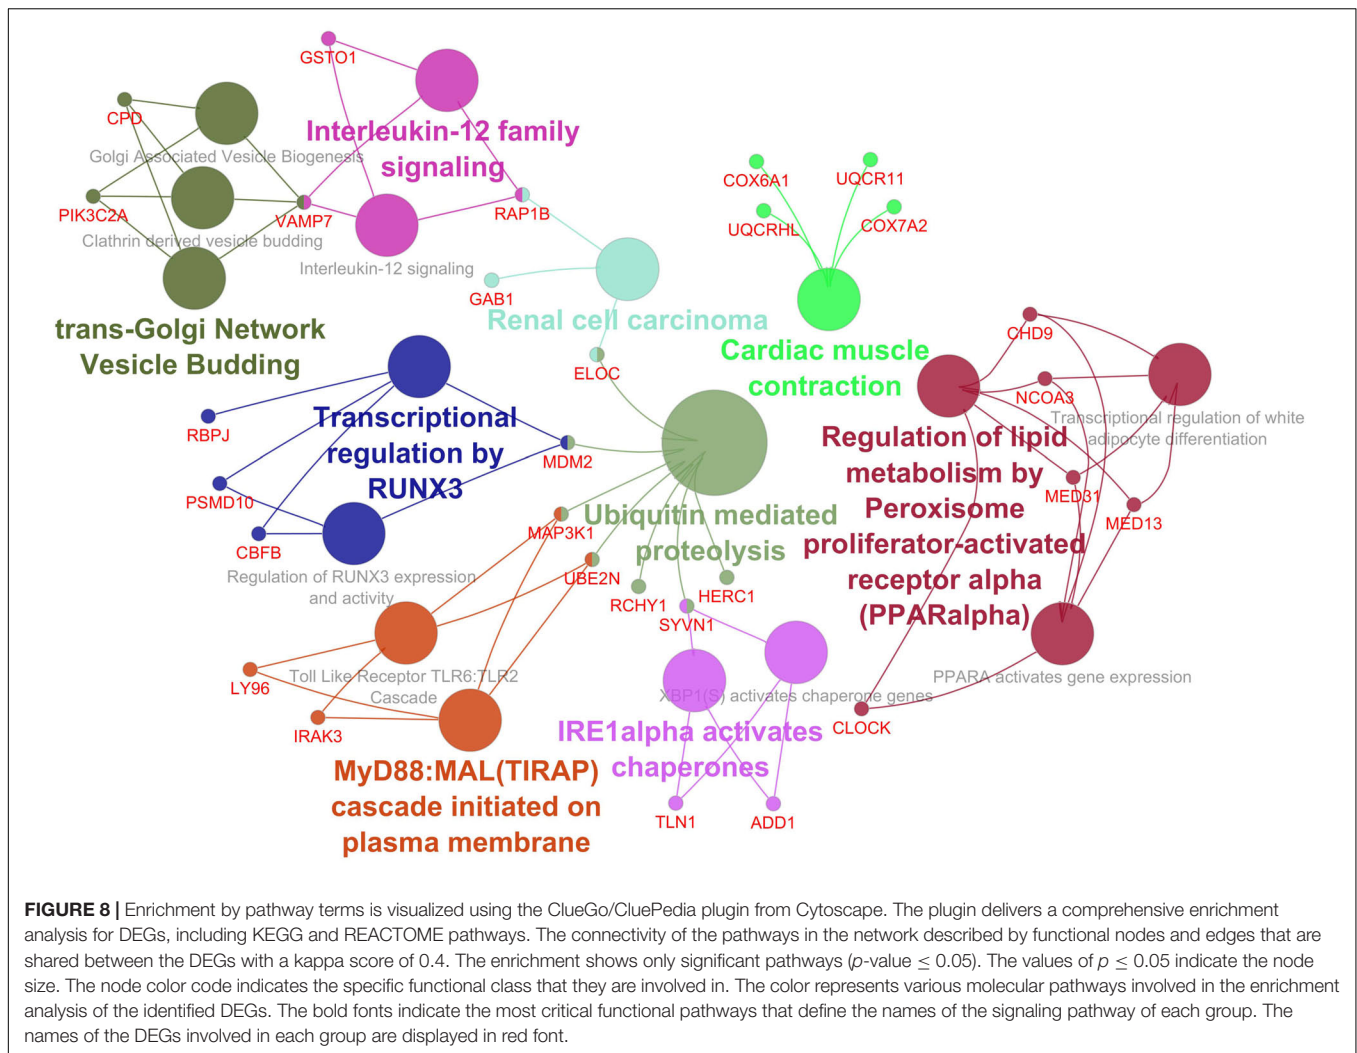 GSTO1
CPD
Interleukin-12 family
signaling
Golgi Associated Vesicle Biogenesis
COX6A1
UQCR11
PIK3C2A
VAMP7
RAP1B
UQCRHL
COX7A2
Clathrin derived vesicle budding
Interleukin-12 signaling
GAB1
trans-Golgi Network
Vesicle Budding
Renal cell carcinoma
ELOC
Cardiac muscle
contraction
CHD9
NCOA3
Transcriptional regulation of white
adipocyte differentiation
RBPJ
Transcriptional
regulation by
RUNX3
MDM2
PSMD10
CBFB
Regulation of RUNX3 expression
and activity
Regulation of lipid
metabolism by
Peroxisome
proliferator-activated
receptor alpha
(PPARalpha)
MED31
MED13
MAP3K1
Ubiquitin mediated
proteolysis
UBE2N
RCHY1
HERC1
SYVN1
Toll Like Receptor TLR6:TLR2
Cascade
LY96
IRAK3
XBP1(S) activates chaperone genes
PPARA activates gene expression
CLOCK
IRE1alpha activates
chaperones
MyD88:MAL(TIRAP)
cascade initiated on
plasma membrane
TLN1
ADD1
FIGURE 8 | Enrichment by pathway terms is visualized using the ClueGo/CluePedia plugin from Cytoscape. The plugin delivers a comprehensive enrichment
analysis for DEGs, including KEGG and REACTOME pathways. The connectivity of the pathways in the network described by functional nodes and edges that are
shared between the DEGs with a kappa score of 0.4. The enrichment shows only significant pathways (p-value ≤ 0.05). The values of p ≤ 0.05 indicate the node
size. The node color code indicates the specific functional class that they are involved in. The color represents various molecular pathways involved in the enrichment
analysis of the identified DEGs. The bold fonts indicate the most critical functional pathways that define the names of the signaling pathway of each group. The
names of the DEGs involved in each group are displayed in red font.